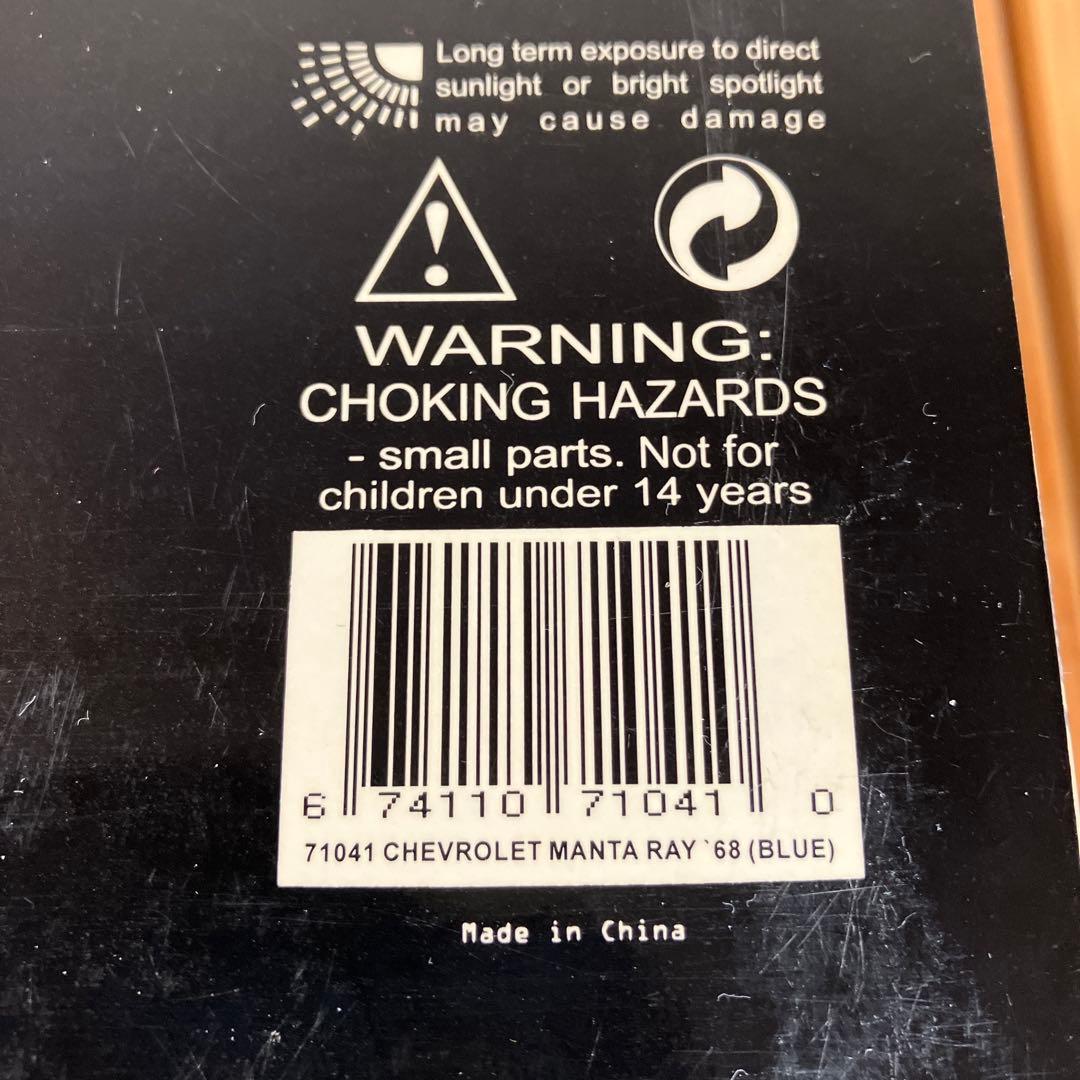 Long term exposure to direct
sunlight or bright spotlight
may cause damage
WARNING:
CHOKING HAZARDS
- small parts. Not for
children under 14 years
6 74110 71041 0
71041 CHEVROLET MANTA RAY `68 (BLUE)
Made in China